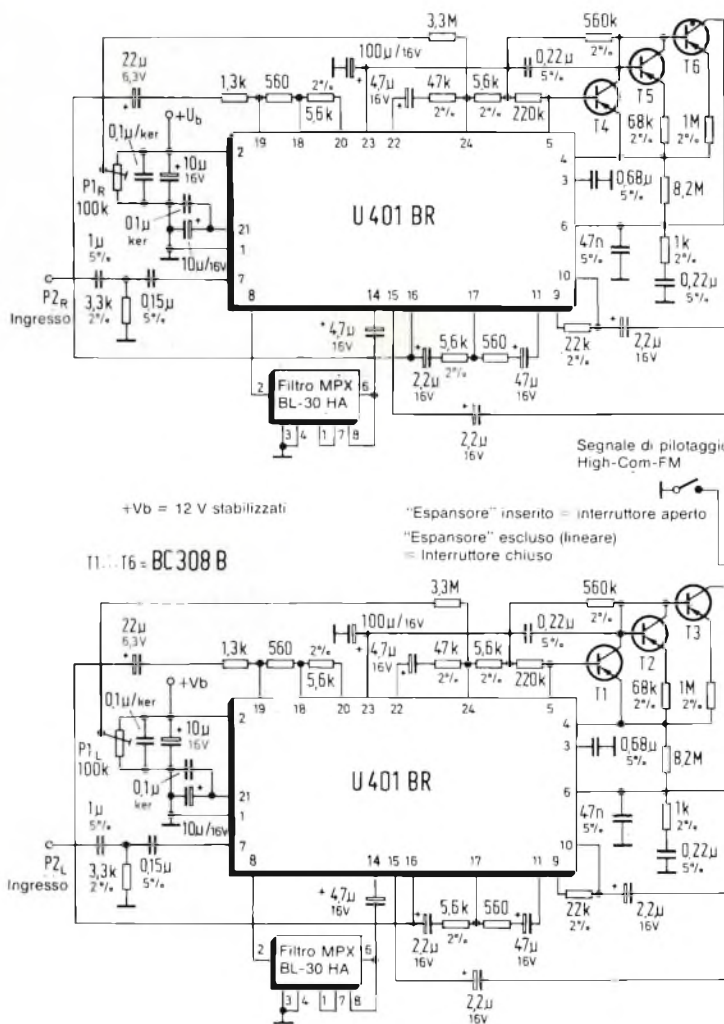 3,3M
560k
2%
100µ/16V
0,22µ
5%
T6
22µ
6,3V
4,7µ
16V
47k
2%
5,6k
2%
T5
1,3k
560
2%
5,6k
220k
T4
+Ub
0,1µ/ker
10µ
16V
68k
2%
1M
2%
19
18
20
23
22
24
5
2
4
P1R
100k
3
0,68µ
5%
8,2M
U 401 BR
01µ
ker
21
1
6
47n
5%
1k
2%
1µ
5%
10µ/16V
7
10
0,22µ
5%
P2R
Ingresso
3,3k
2%
0,15µ
5%
8
14
15
16
17
11
9
4,7µ
16V
5,6k
2%
560
22k
2%
2,2µ
16V
2,2µ
16V
47µ
16V
2
Filtro MPX
BL-30 HA
6
3
4
1
7
8
2,2µ
16V
Segnale di pilotaggio
High-Com-FM
+Vb = 12 V stabilizzati
"Espansore" inserito = interruttore aperto
"Espansore" escluso (lineare)
= Interruttore chiuso
T1...T6 = BC308 B
3,3M
560k
2%
100µ/16V
0,22µ
5%
T3
22µ
6,3V
4,7µ
16V
47k
2%
5,6k
2%
T2
1,3k
560
2%
5,6k
220k
T1
+Vb
0,1µ/ker
10µ
16V
68k
2%
1M
2%
19
18
20
23
22
24
5
2
4
P1L
100k
3
0,68µ
5%
8,2M
U 401 BR
0,1µ
ker
21
1
6
47n
5%
1k
2%
1µ
5%
10µ/16V
7
10
0,22µ
5%
P2L
Ingresso
3,3k
2%
0,15µ
5%
8
14
15
16
17
11
9
4,7µ
16V
5,6k
2%
560
22k
2%
2,2µ
16V
2,2µ
16V
47µ
16V
2
Filtro MPX
BL-30 HA
6
3
4
1
7
8
2,2µ
16V